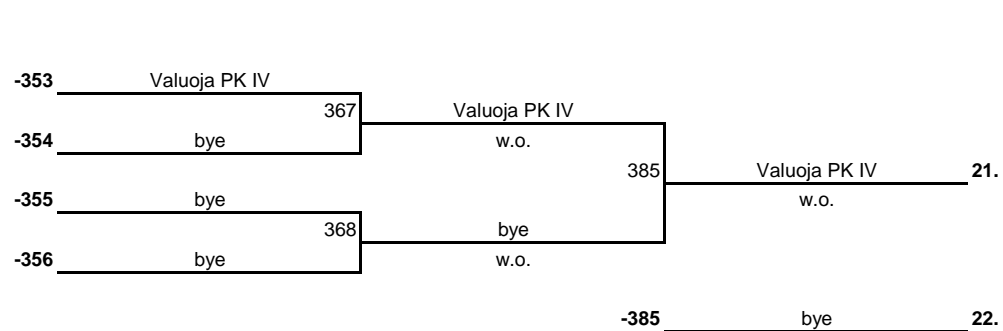 -353 Valuoja PK IV
367 Valuoja PK IV
-354 bye w.o.
385 Valuoja PK IV 21.
-355 bye w.o.
368 bye
-356 bye w.o.
-385 bye 22.